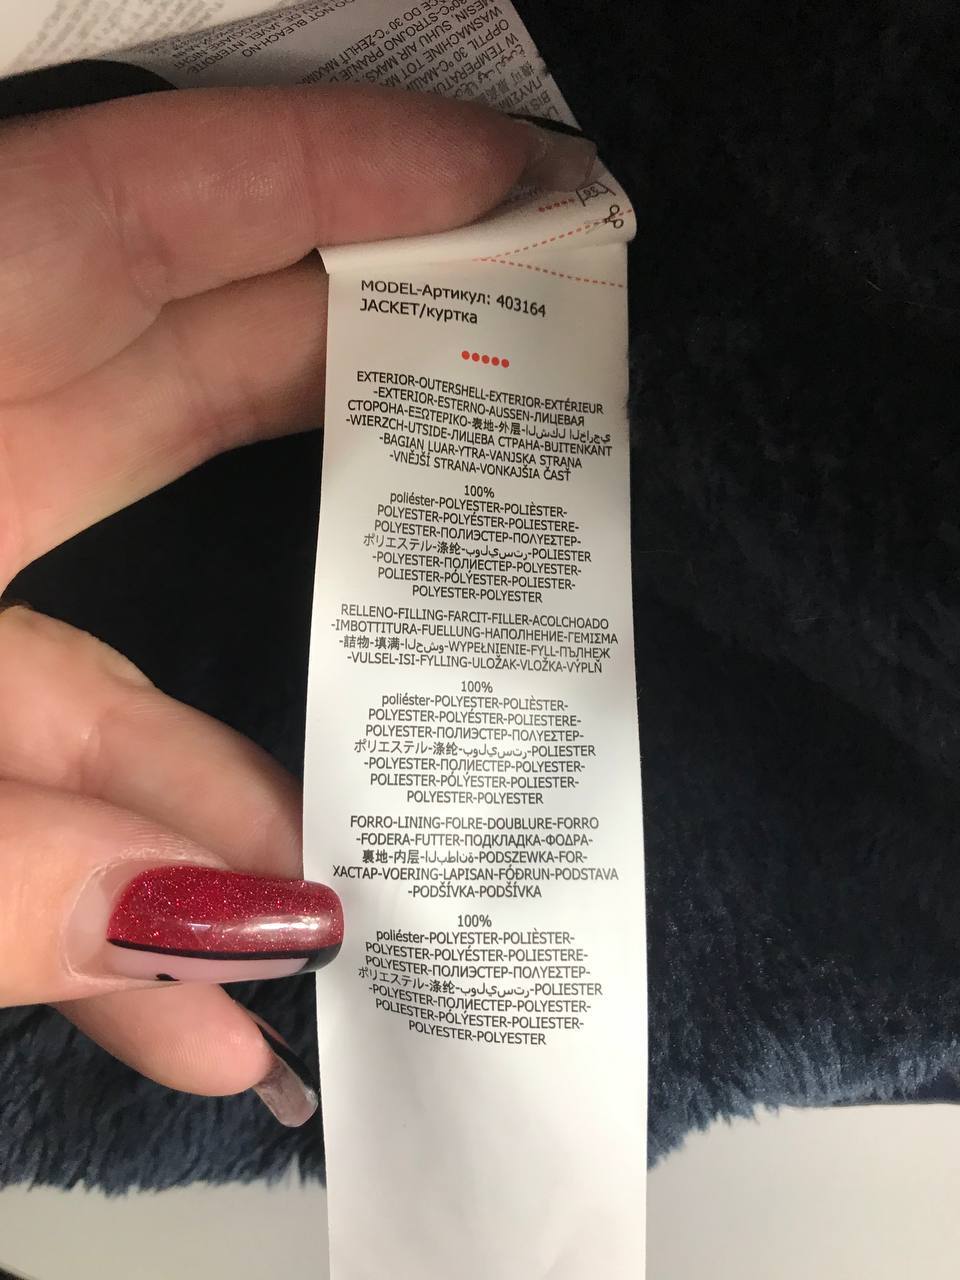 DO NOT BLEACH-NO
MODEL-Артикул: 403164
JACKET/куртка
EXTERIOR-OUTERSHELL-EXTERIOR-EXTÉRIEUR
-EXTERIOR-ESTERNO-AUSSEN-ЛИЦЕВАЯ
СТОРОНА-ΕΞΩΤΕΡΙΚΟ-表地-外层-الشكل الخارجي
-WIERZCH-UTSIDE-ЛИЦЕВА СТРАНА-BUITENKANT
-BAGIAN LUAR-YTRA-VANJSKA STRANA
-VNĚJŠÍ STRANA-VONKAJŠIA ČASŤ
100%
poliéster-POLYESTER-POLIÈSTER-
POLYESTER-POLYÉSTER-POLIESTERE-
POLYESTER-ПОЛИЭСТЕР-ΠΟΛΥΕΣΤΕΡ-
ポリエステル-涤纶-بوليستر-POLIESTER
-POLYESTER-ПОЛИЕСТЕР-POLYESTER-
POLIESTER-PÓLÝESTER-POLIESTER-
POLYESTER-POLYESTER
RELLENO-FILLING-FARCIT-FILLER-ACOLCHOADO
-IMBOTTITURA-FUELLUNG-НАПОЛНЕНИЕ-ΓΕΜΙΣΜΑ
-詰物-填满-الحشو-WYPEŁNIENIE-FYLL-ПЪЛНЕЖ
-VULSEL-ISI-FYLLING-ULOŽAK-VLOŽKA-VÝPLŇ
100%
poliéster-POLYESTER-POLIÈSTER-
POLYESTER-POLYÉSTER-POLIESTERE-
POLYESTER-ПОЛИЭСТЕР-ΠΟΛΥΕΣΤΕΡ-
ポリエステル-涤纶-بوليستر-POLIESTER
-POLYESTER-ПОЛИЕСТЕР-POLYESTER-
POLIESTER-PÓLÝESTER-POLIESTER-
POLYESTER-POLYESTER
FORRO-LINING-FOLRE-DOUBLURE-FORRO
-FODERA-FUTTER-ПОДКЛАДКА-ΦΟΔΡΑ-
裏地-内层-البطانة-PODSZEWKA-FOR-
ХАСТАР-VOERING-LAPISAN-FÓÐRUN-PODSTAVA
-PODŠÍVKA-PODŠÍVKA
100%
poliéster-POLYESTER-POLIÈSTER-
POLYESTER-POLYÉSTER-POLIESTERE-
POLYESTER-ПОЛИЭСТЕР-ΠΟΛΥΕΣΤΕΡ-
ポリエステル-涤纶-بوليستر-POLIESTER
-POLYESTER-ПОЛИЕСТЕР-POLYESTER-
POLIESTER-PÓLÝESTER-POLIESTER-
POLYESTER-POLYESTER